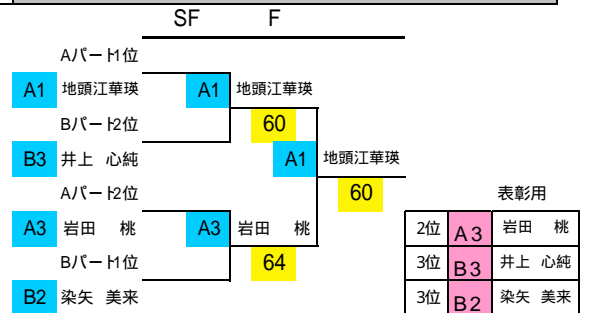 SF F
Aパート1位
A1 地頭江華瑛 A1 地頭江華瑛
Bパート2位 60
B3 井上 心純 A1 地頭江華瑛
Aパート2位 60 表彰用
A3 岩田 桃 A3 岩田 桃 2位 A3 岩田 桃
Bパート1位 64 3位 B3 井上 心純
B2 染矢 美来 3位 B2 染矢 美来